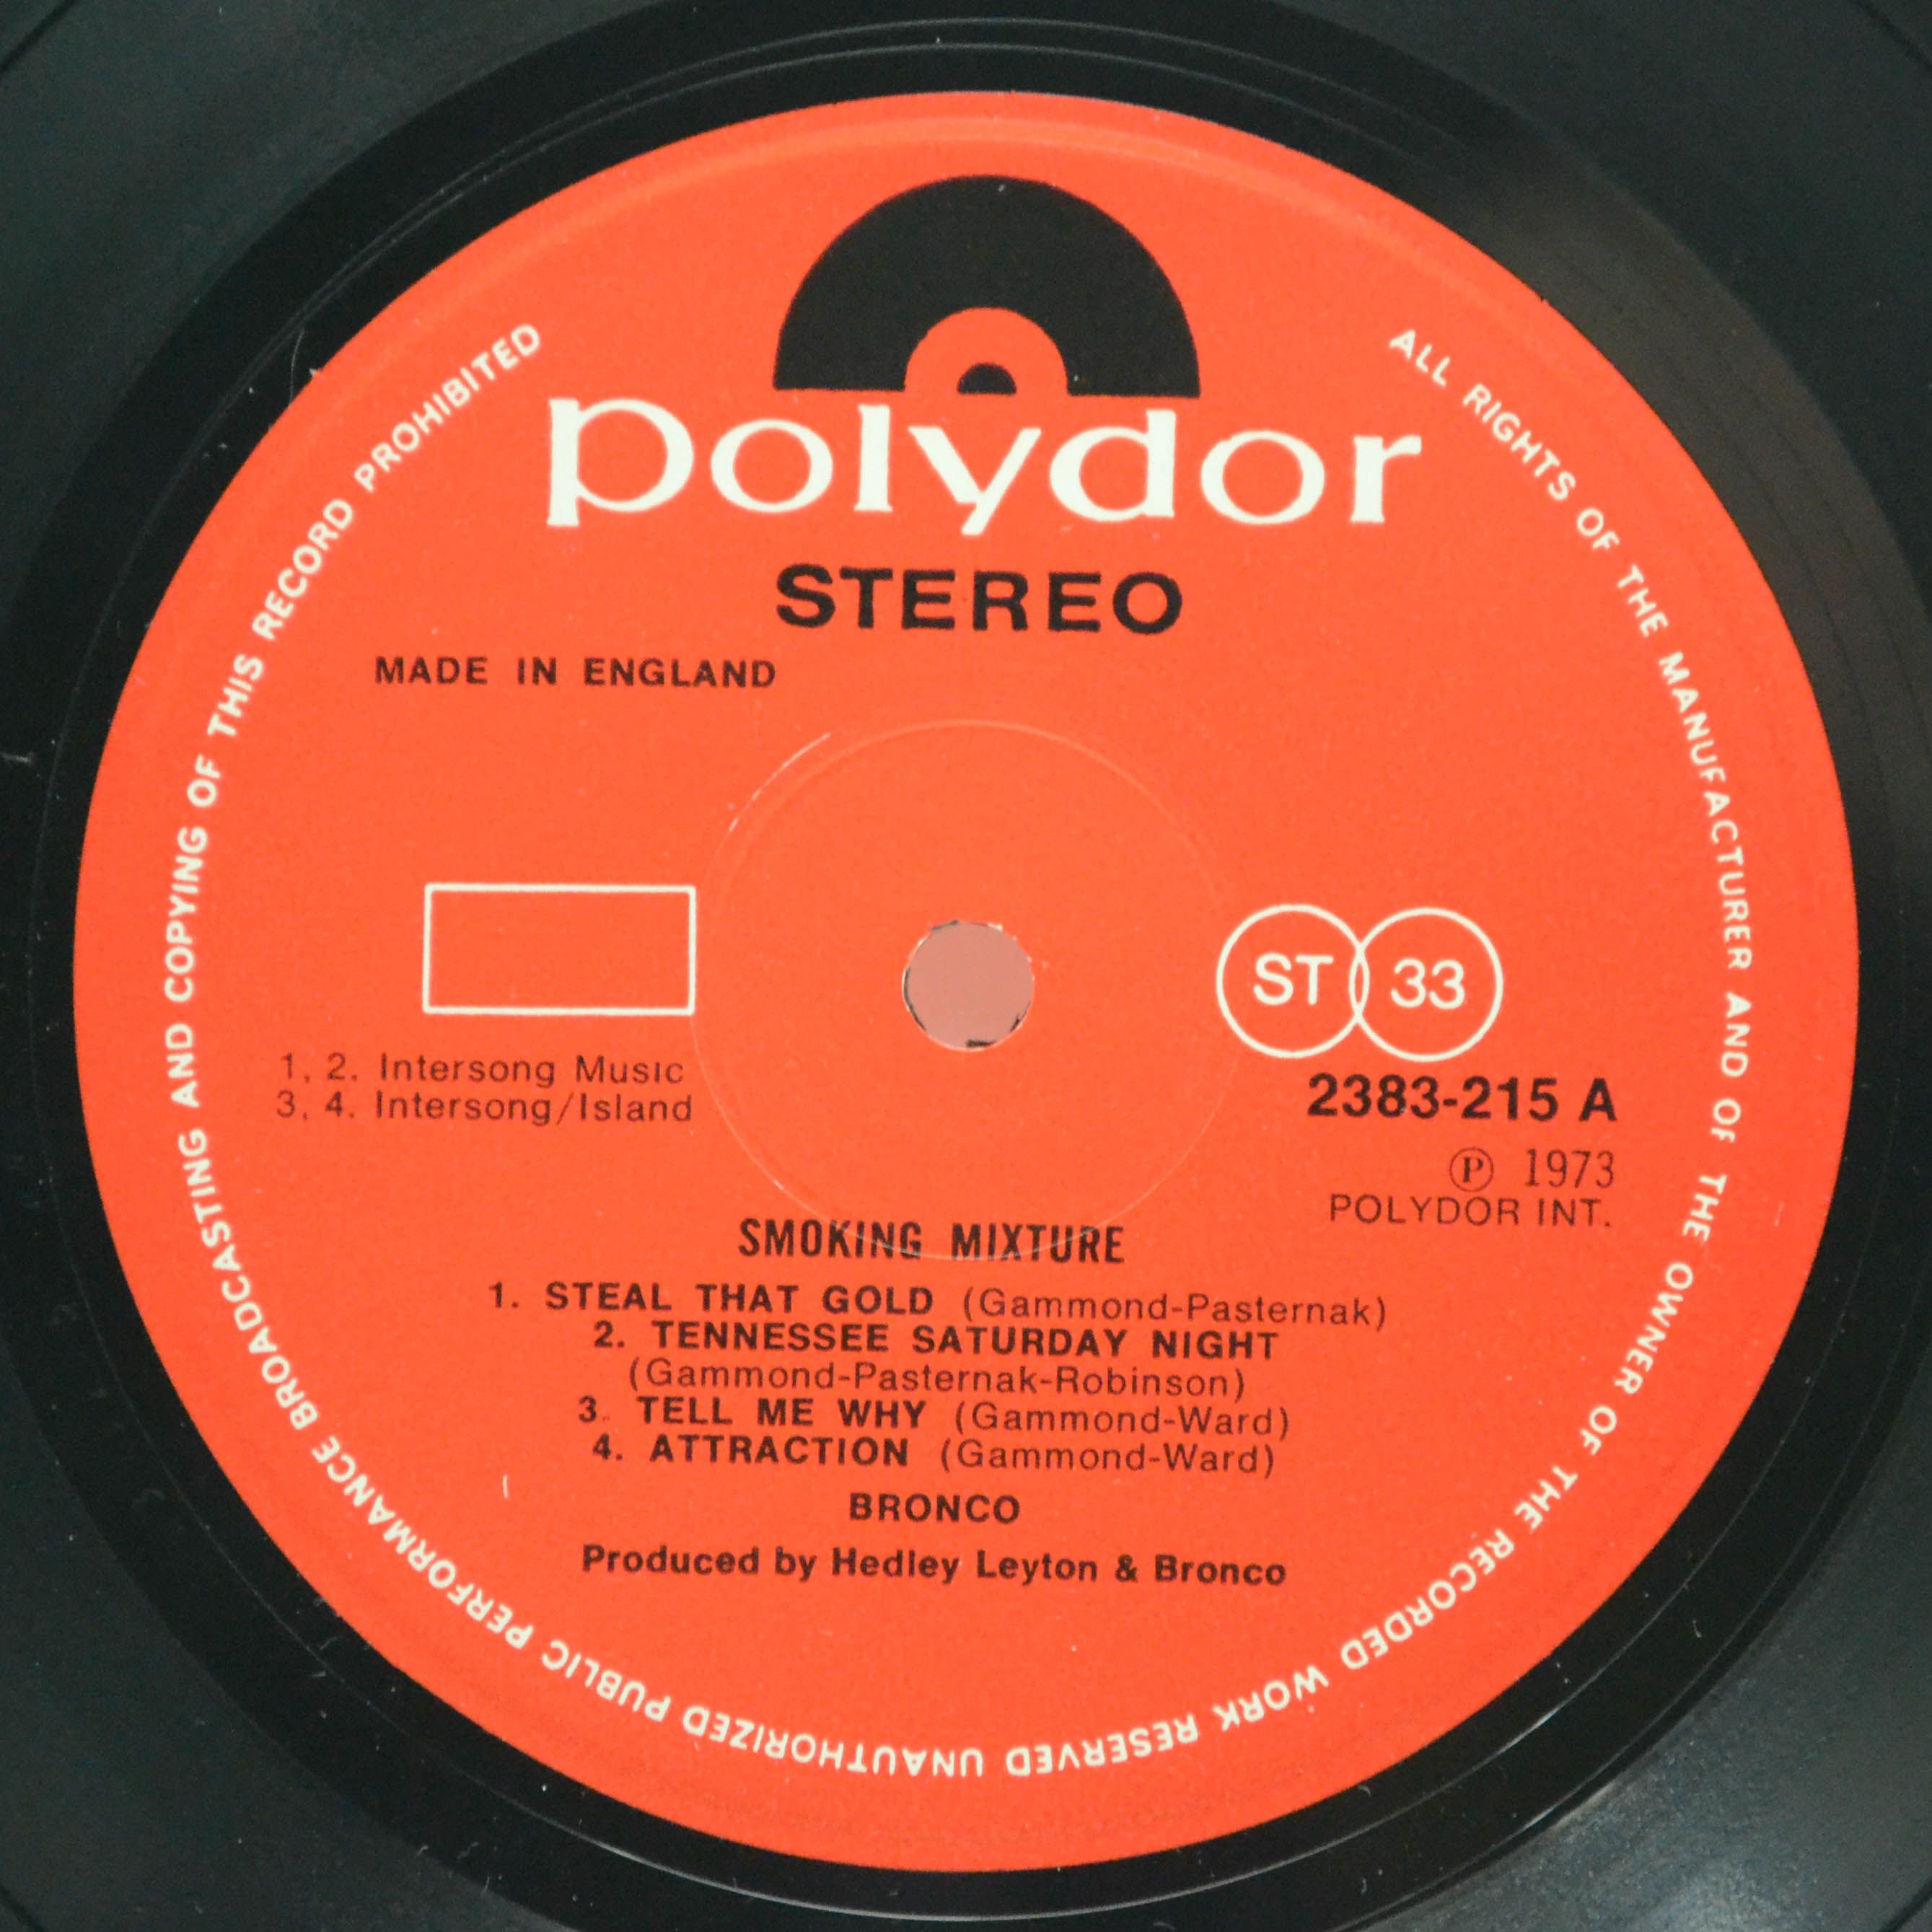 polydor
STEREO
MADE IN ENGLAND
ST 33
1, 2. Intersong Music
3, 4. Intersong/Island
2383-215 A
Ⓟ 1973
POLYDOR INT.
SMOKING MIXTURE
1. STEAL THAT GOLD (Gammond-Pasternak)
2. TENNESSEE SATURDAY NIGHT
(Gammond-Pasternak-Robinson)
3. TELL ME WHY (Gammond-Ward)
4. ATTRACTION (Gammond-Ward)
BRONCO
Produced by Hedley Leyton & Bronco
ALL RIGHTS OF THE MANUFACTURER AND OF THE OWNER OF THE RECORDED WORK RESERVED UNAUTHORIZED PUBLIC PERFORMANCE BROADCASTING AND COPYING OF THIS RECORD PROHIBITED